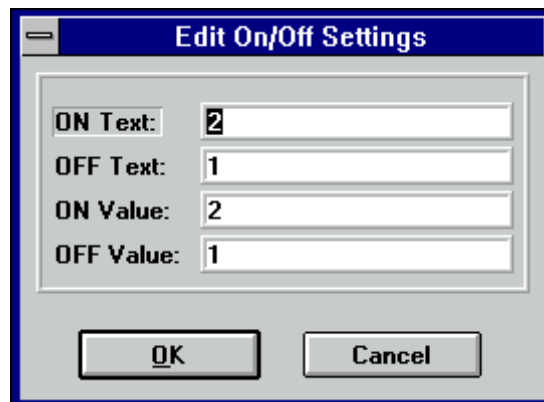 Edit On/Off Settings
ON Text: 2
OFF Text: 1
ON Value: 2
OFF Value: 1
OK Cancel